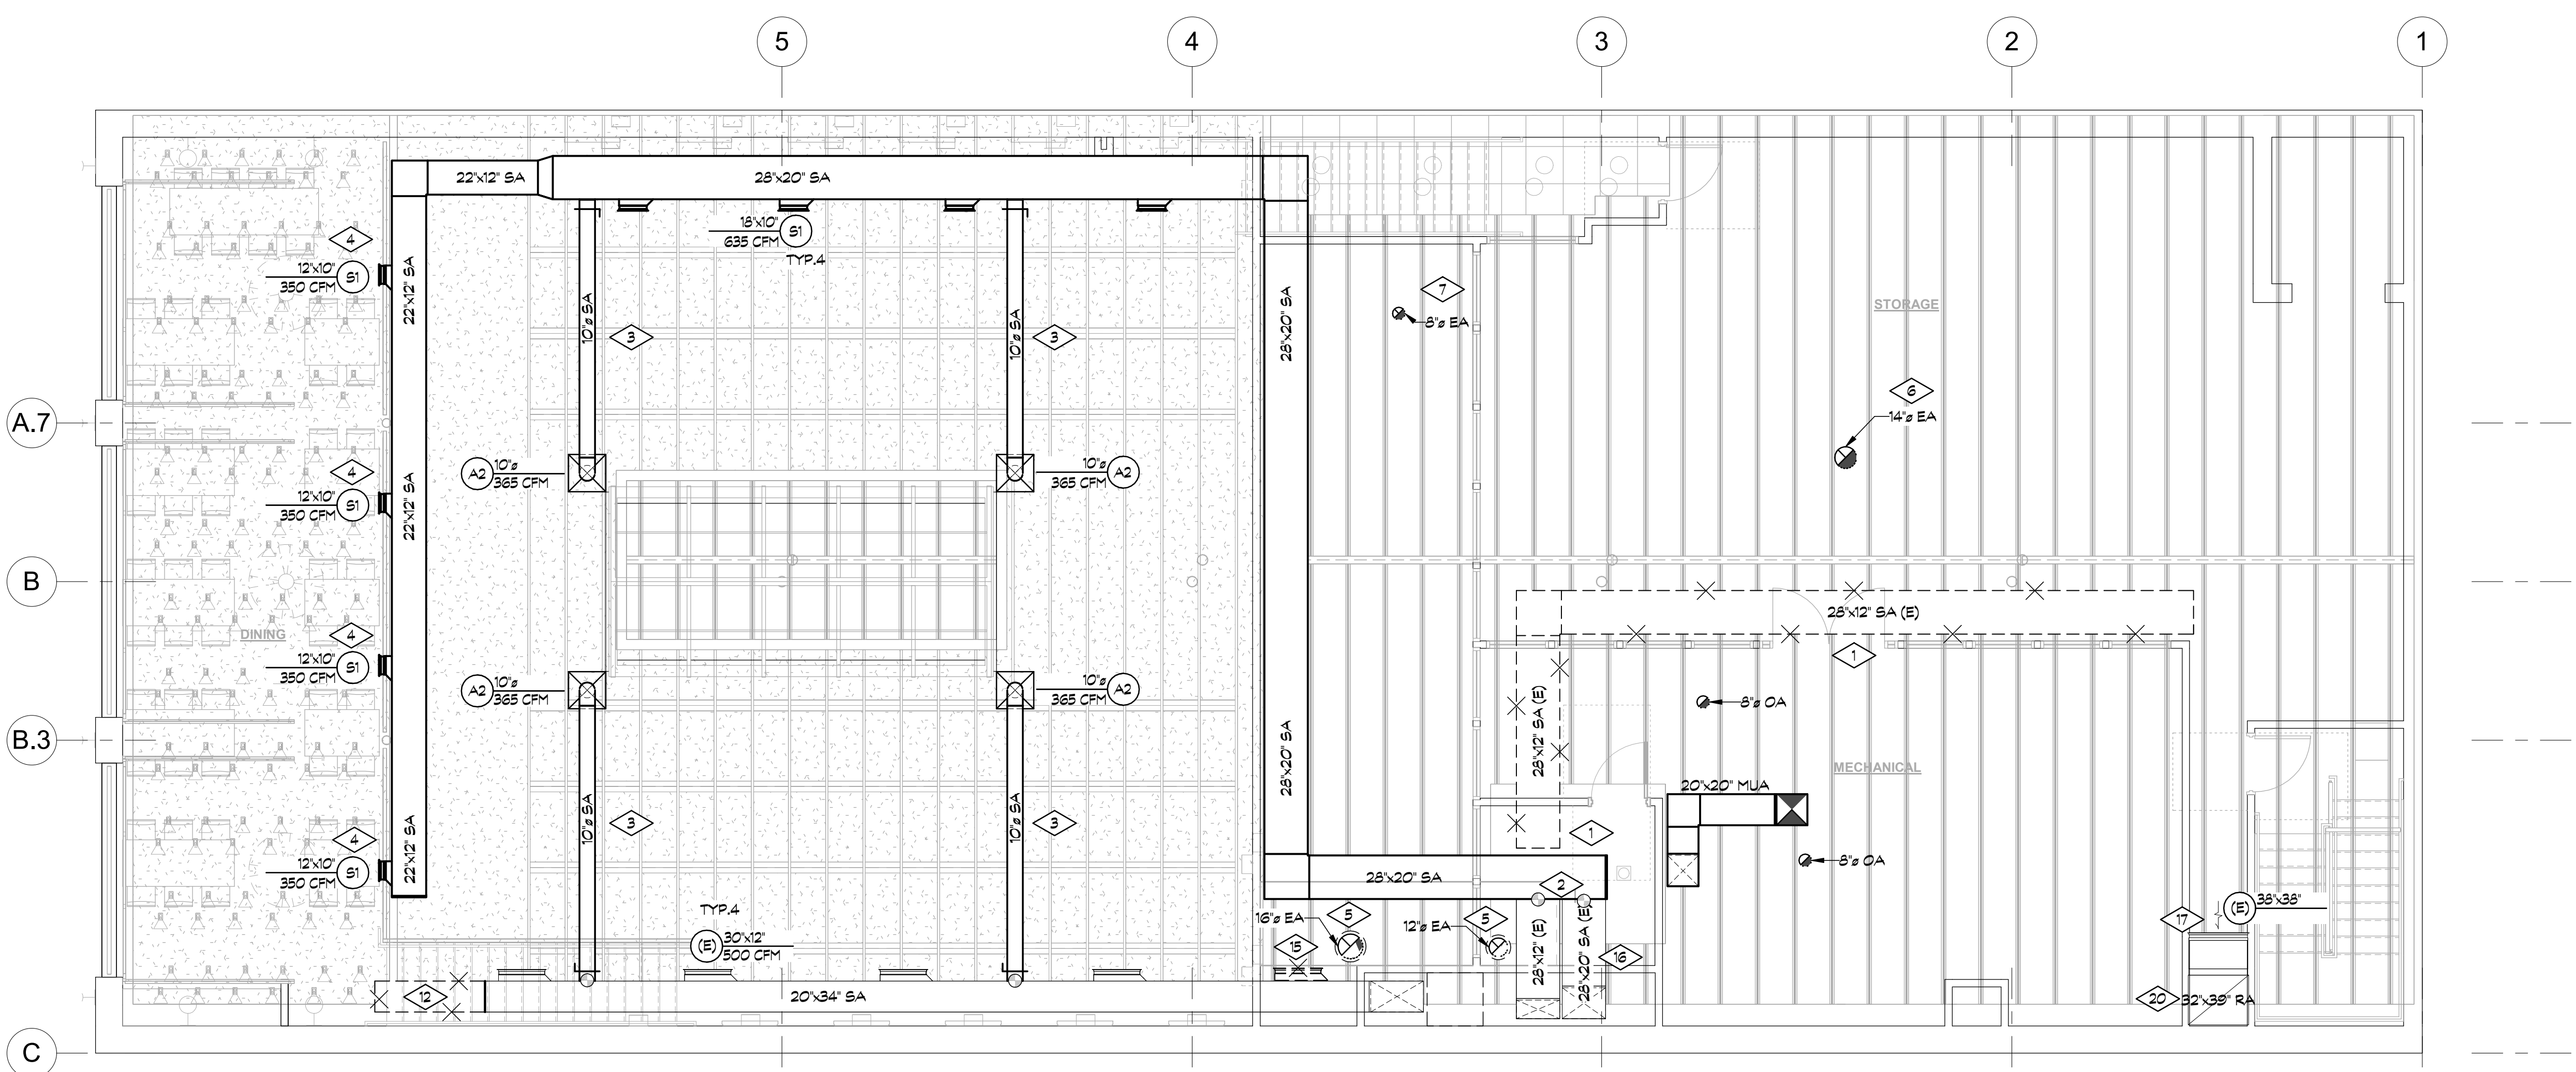 5
4
3
2
1
22"x12" SA
28"x20" SA
18"x10"
635 CFM
S1
TYP.4
4
12"x10"
350 CFM
S1
22"x12" SA
10"ø SA
3
10"ø SA
3
28"x20" SA
7
8"ø EA
STORAGE
6
14"ø EA
A.7
4
12"x10"
350 CFM
S1
22"x12" SA
A2
10"ø
365 CFM
10"ø
365 CFM
A2
B
DINING
4
12"x10"
350 CFM
S1
A2
10"ø
365 CFM
10"ø
365 CFM
A2
28"x12" SA (E)
1
28"x12" SA (E)
8"ø OA
B.3
28"x20" SA
MECHANICAL
20"x20" MUA
4
12"x10"
350 CFM
S1
22"x12" SA
10"ø SA
3
10"ø SA
3
1
8"ø OA
28"x20" SA
2
TYP.4
(E)
30"x12"
500 CFM
16"ø EA
5
15
12"ø EA
5
28"x12" (E)
28"x20" SA (E)
16
17
(E)
38"x38"
12
20"x34" SA
20
32"x39" RA
C